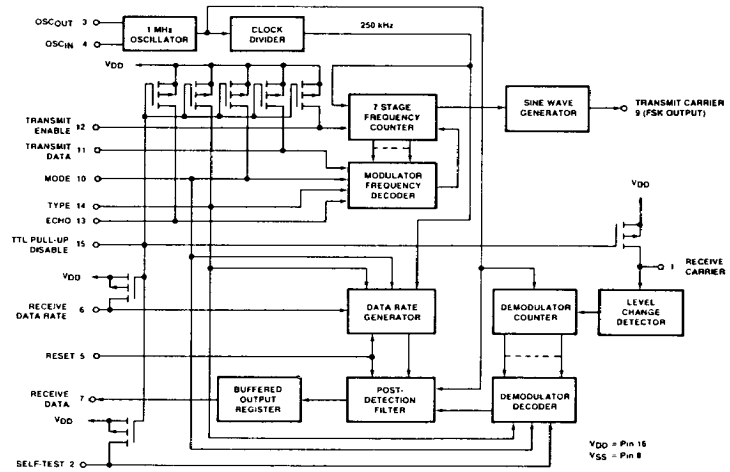 OSCOUT 3
OSCIN 4
1 MHz
OSCILLATOR
CLOCK
DIVIDER
250 kHz
VDD
TRANSMIT
ENABLE 12
TRANSMIT
DATA 11
MODE 10
TYPE 14
ECHO 13
TTL PULL-UP
DISABLE 15
7 STAGE
FREQUENCY
COUNTER
SINE WAVE
GENERATOR
TRANSMIT CARRIER
9 (FSK OUTPUT)
MODULATOR
FREQUENCY
DECODER
VDD
1 RECEIVE
CARRIER
VDD
RECEIVE
DATA RATE 6
DATA RATE
GENERATOR
DEMODULATOR
COUNTER
LEVEL
CHANGE
DETECTOR
RESET 5
RECEIVE
DATA 7
BUFFERED
OUTPUT
REGISTER
POST-
DETECTION
FILTER
DEMODULATOR
DECODER
VDD
SELF-TEST 2
VDD = Pin 16
VSS = Pin 8